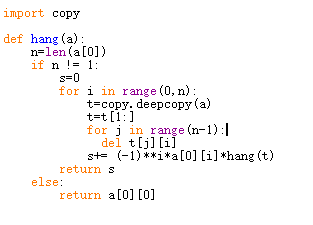 import copy
def hang(a):
    n=len(a[0])
    if n != 1:
        s=0
        for i in range(0,n):
            t=copy.deepcopy(a)
            t=t[1:]
            for j in range(n-1):
              del t[j][i]
            s+= (-1)**i*a[0][i]*hang(t)
        return s
    else:
        return a[0][0]